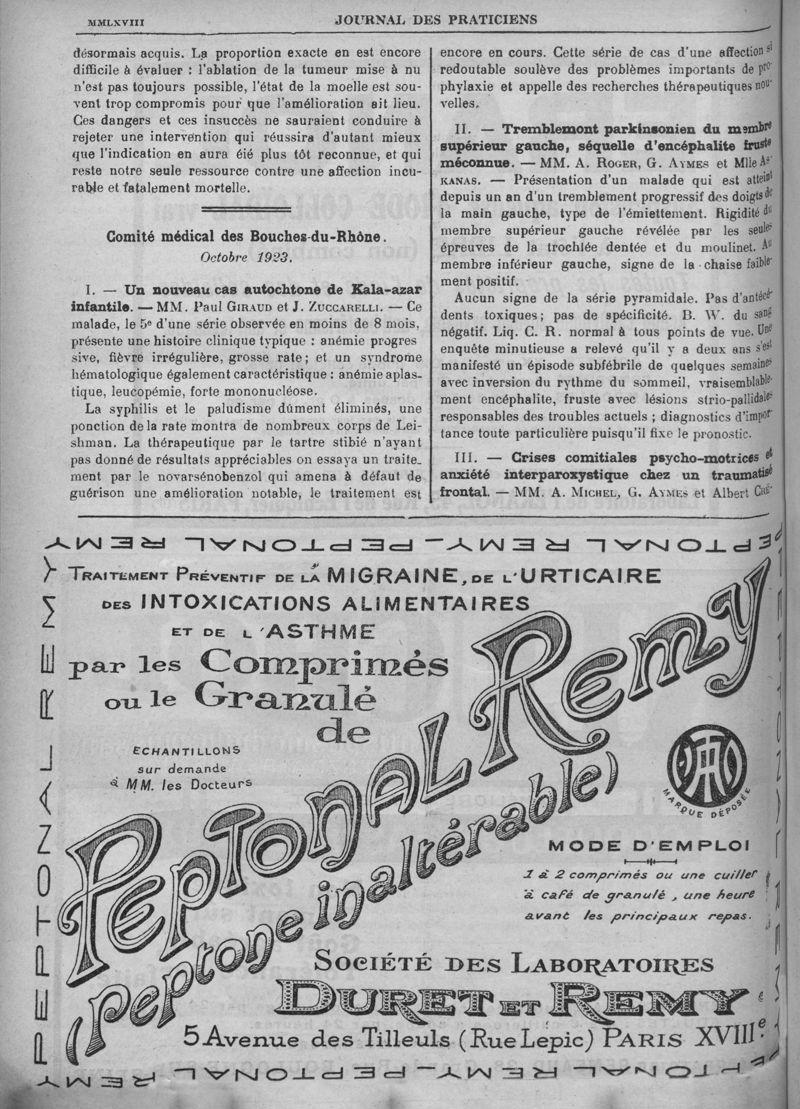 MMLXVIII
JOURNAL DES PRATICIENS
désormais acquis. La proportion exacte en est encore
difficile à évaluer : l'ablation de la tumeur mise à nu
n'est pas toujours possible, l'état de la moelle est sou-
vent trop compromis pour que l'amélioration ait lieu.
Ces dangers et ces insuccès ne sauraient conduire à
rejeter une intervention qui réussira d'autant mieux
que l'indication en aura éié plus tôt reconnue, et qui
reste notre seule ressource contre une affection incu-
rable et fatalement mortelle.
Comité médical des Bouches-du-Rhône.
Octobre 1923.
I. — Un nouveau cas autochtone de Kala-azar
infantile. — MM. Paul GIRAUD et J. ZUCCARELLI. — Ce
malade, le 5e d'une série observée en moins de 8 mois,
présente une histoire clinique typique : anémie progres
sive, fièvre irrégulière, grosse rate ; et un syndrome
hématologique également caractéristique : anémie aplas-
tique, leucopémie, forte mononucléose.
La syphilis et le paludisme dûment éliminés, une
ponction de la rate montra de nombreux corps de Lei-
shman. La thérapeutique par le tartre stibié n'ayant
pas donné de résultats appréciables on essaya un traite-
ment par le novarsénobenzol qui amena à défaut de
guérison une amélioration notable, le traitement est
encore en cours. Cette série de cas d'une affection si
redoutable soulève des problèmes importants de pro-
phylaxie et appelle des recherches thérapeutiques nou-
velles.
II. — Tremblemont parkinsonien du membre
supérieur gauche, séquelle d'encéphalite fruste
méconnue. — MM. A. ROGER, G. AYMES et Mlle AS-
KANAS. — Présentation d'un malade qui est atteint
depuis un an d'un tremblement progressif des doigts de
la main gauche, type de l'émiettement. Rigidité du
membre supérieur gauche révélée par les seules
épreuves de la trochlée dentée et du moulinet. Au
membre inférieur gauche, signe de la chaise faible-
ment positif.
Aucun signe de la série pyramidale. Pas d'antécé-
dents toxiques ; pas de spécificité. B. W. du sang
négatif. Liq. C. R. normal à tous points de vue. Une
enquête minutieuse a relevé qu'il y a deux ans s'est
manifesté un épisode subfébrile de quelques semaines
avec inversion du rythme du sommeil, vraisemblable-
ment encéphalite, fruste avec lésions strio-pallidales
responsables des troubles actuels ; diagnostics d'impor-
tance toute particulière puisqu'il fixe le pronostic.
III. — Crises comitiales psycho-motrices et
anxiété interparoxystique chez un traumatisé
frontal. — MM. A. MICHEL, G. AYMES et Albert
PEPTONAL REMY_PEPTONAL REMY
PEPTOZAL REMY
TRAITEMENT PRÉVENTIF DE LA MIGRAINE, DE L'URTICAIRE
DES INTOXICATIONS ALIMENTAIRES
ET DE L'ASTHME
par les Comprimés
ou le Granulé
de
ECHANTILLONS
sur demande
à MM. les Docteurs
PEPTONAL REMY
(peptone inaltérable)
MARQUE DÉPOSÉE
MODE D'EMPLOI
1 à 2 comprimés ou une cuiller
à café de granulé, une heure
avant les principaux repas.
SOCIÉTÉ DES LABORATOIRES
DURET ET REMY
5 Avenue des Tilleuls (Rue Lepic) PARIS XVIIIe
PEPTONAL REMY_PEPTONAL REMY